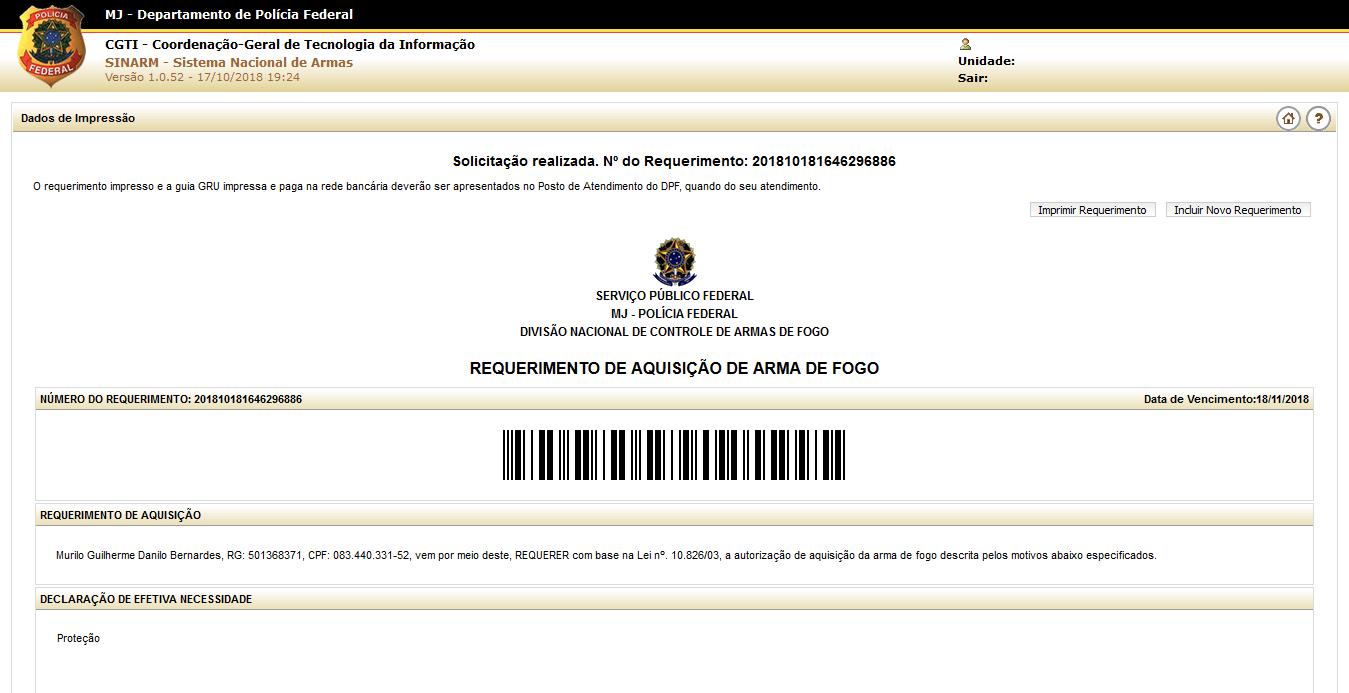 POLICIA
FEDERAL
MJ - Departamento de Polícia Federal
CGTI - Coordenação-Geral de Tecnologia da Informação
SINARM - Sistema Nacional de Armas
Versão 1.0.52 - 17/10/2018 19:24
Unidade:
Sair:
Dados de Impressão
?
Solicitação realizada. Nº do Requerimento: 201810181646296886
O requerimento impresso e a guia GRU impressa e paga na rede bancária deverão ser apresentados no Posto de Atendimento do DPF, quando do seu atendimento.
Imprimir Requerimento Incluir Novo Requerimento
SERVIÇO PÚBLICO FEDERAL
MJ - POLÍCIA FEDERAL
DIVISÃO NACIONAL DE CONTROLE DE ARMAS DE FOGO
REQUERIMENTO DE AQUISIÇÃO DE ARMA DE FOGO
NÚMERO DO REQUERIMENTO: 201810181646296886 Data de Vencimento:18/11/2018
REQUERIMENTO DE AQUISIÇÃO
Murilo Guilherme Danilo Bernardes, RG: 501368371, CPF: 083.440.331-52, vem por meio deste, REQUERER com base na Lei nº. 10.826/03, a autorização de aquisição da arma de fogo descrita pelos motivos abaixo especificados.
DECLARAÇÃO DE EFETIVA NECESSIDADE
Proteção